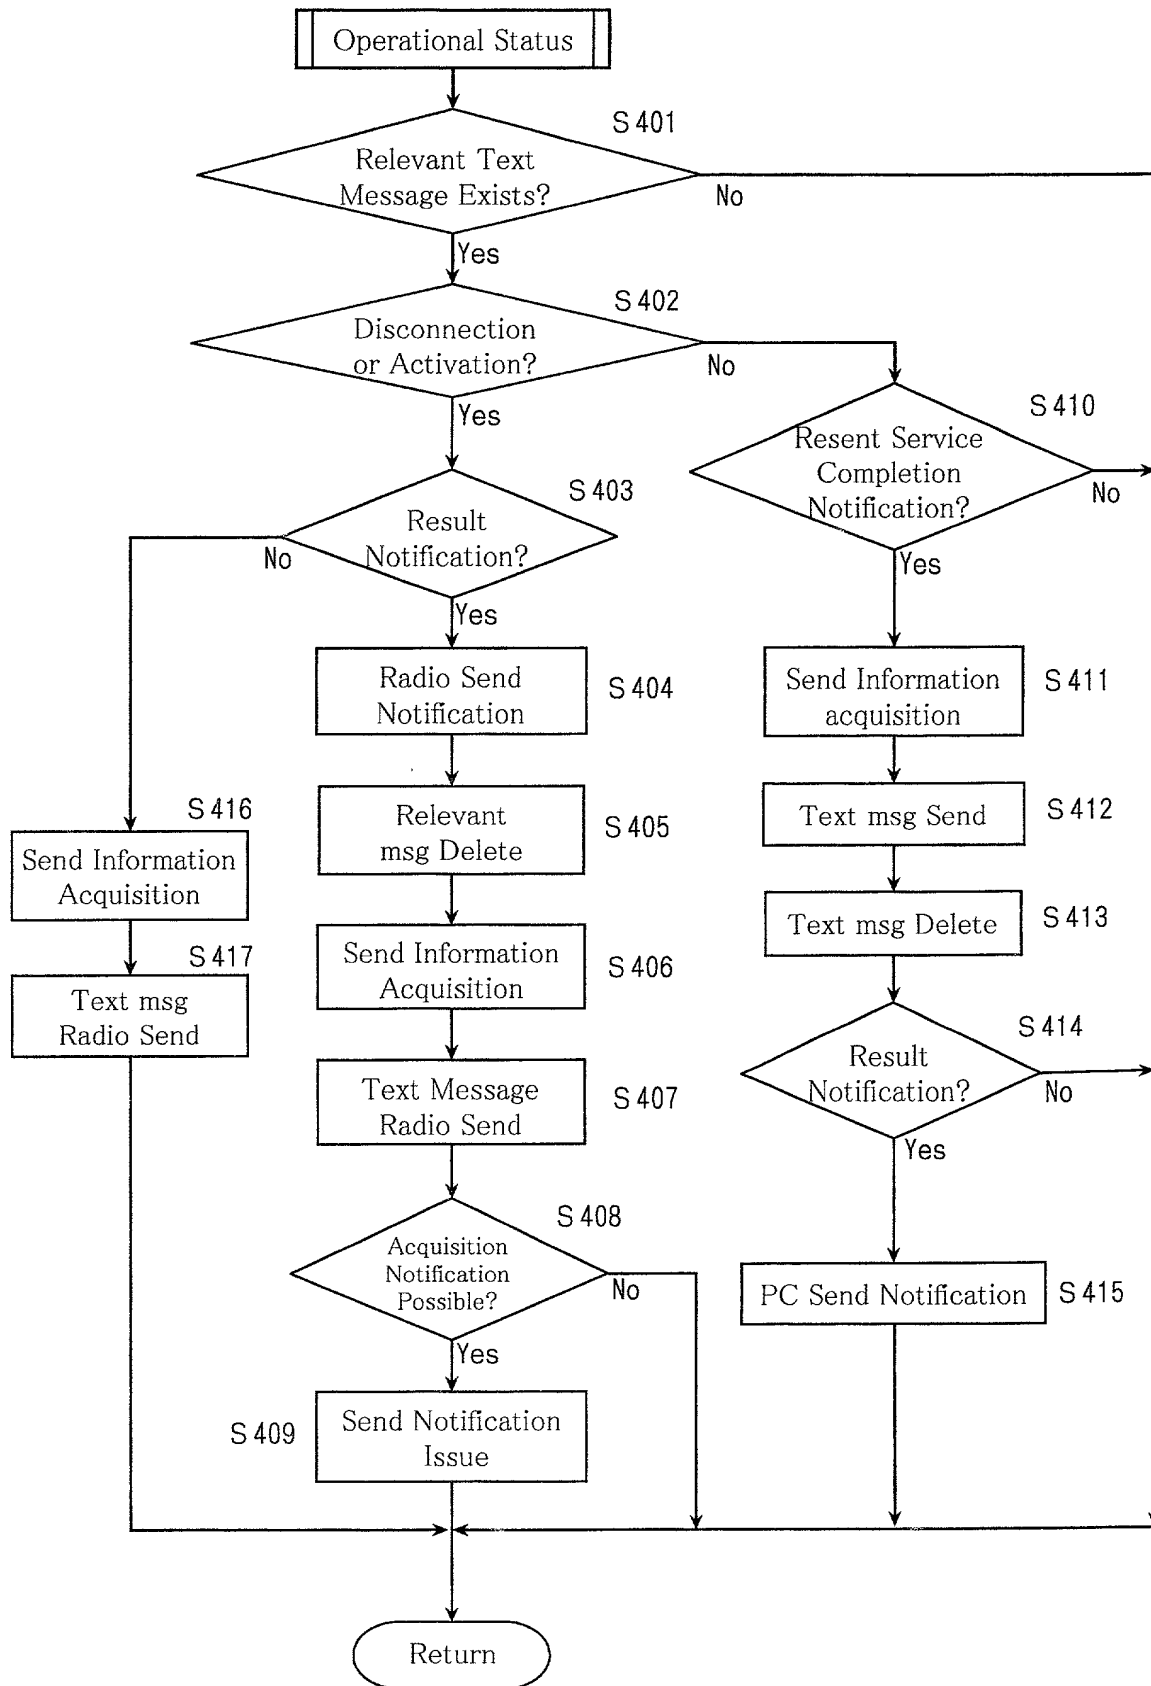 Operational Status
S401
Relevant Text
Message Exists?
No
Yes
S402
Disconnection
or Activation?
No
Yes
S410
Resent Service
Completion
Notification?
No
Yes
S403
Result
Notification?
No
Yes
Radio Send
Notification
S404
Send Information
acquisition
S411
Relevant
msg Delete
S405
Text msg Send
S412
S416
Send Information
Acquisition
Send Information
Acquisition
S406
Text msg Delete
S413
S417
Text msg
Radio Send
Text Message
Radio Send
S407
S414
Result
Notification?
No
Yes
S408
Acquisition
Notification
Possible?
No
Yes
PC Send Notification
S415
S409
Send Notification
Issue
Return